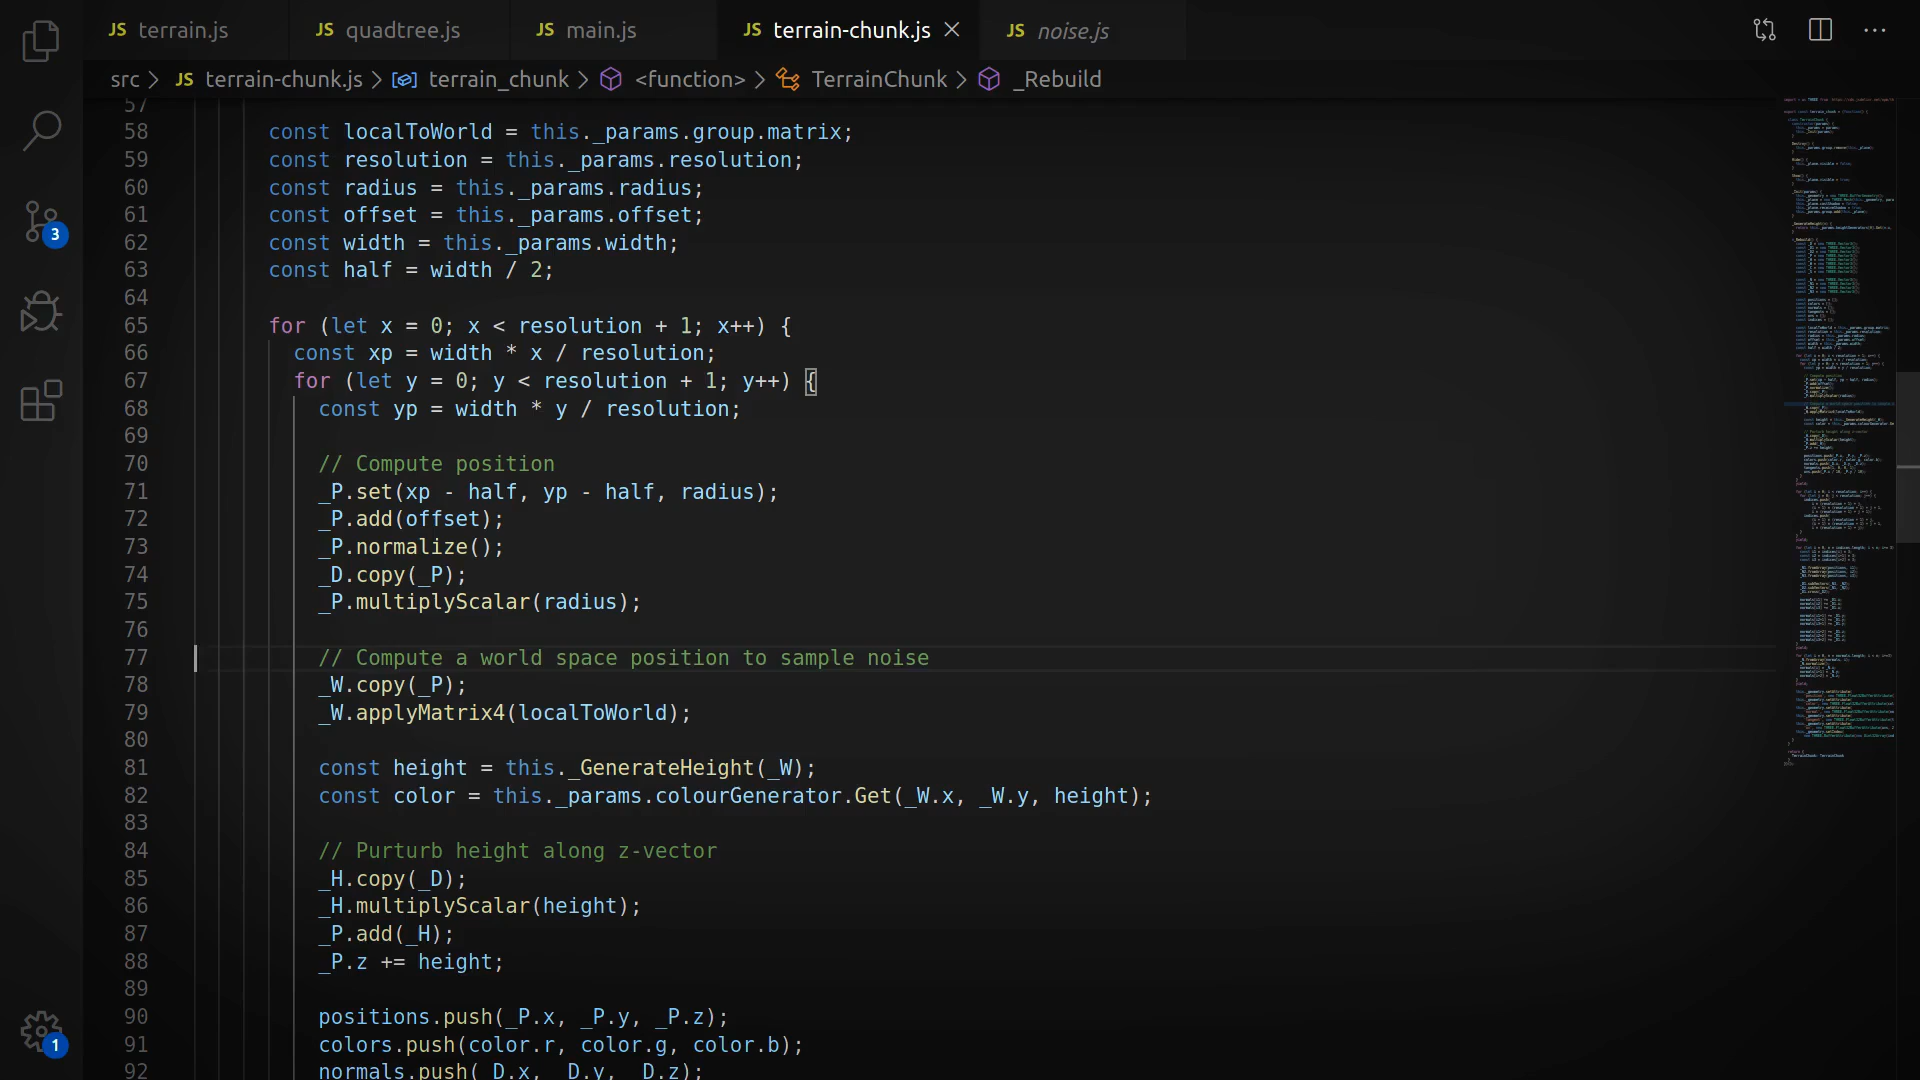 JS terrain.js JS quadtree.js JS main.js JS terrain-chunk.js JS noise.js
src > JS terrain-chunk.js > terrain_chunk > <function> > TerrainChunk > _Rebuild
57
58 const localToWorld = this._params.group.matrix;
59 const resolution = this._params.resolution;
60 const radius = this._params.radius;
61 const offset = this._params.offset;
62 const width = this._params.width;
63 const half = width / 2;
64
65 for (let x = 0; x < resolution + 1; x++) {
66 const xp = width * x / resolution;
67 for (let y = 0; y < resolution + 1; y++) {
68 const yp = width * y / resolution;
69
70 // Compute position
71 _P.set(xp - half, yp - half, radius);
72 _P.add(offset);
73 _P.normalize();
74 _D.copy(_P);
75 _P.multiplyScalar(radius);
76
77 // Compute a world space position to sample noise
78 _W.copy(_P);
79 _W.applyMatrix4(localToWorld);
80
81 const height = this._GenerateHeight(_W);
82 const color = this._params.colourGenerator.Get(_W.x, _W.y, height);
83
84 // Purturb height along z-vector
85 _H.copy(_D);
86 _H.multiplyScalar(height);
87 _P.add(_H);
88 _P.z += height;
89
90 positions.push(_P.x, _P.y, _P.z);
91 colors.push(color.r, color.g, color.b);
92 normals.push(_D.x, _D.y, _D.z);
3
1